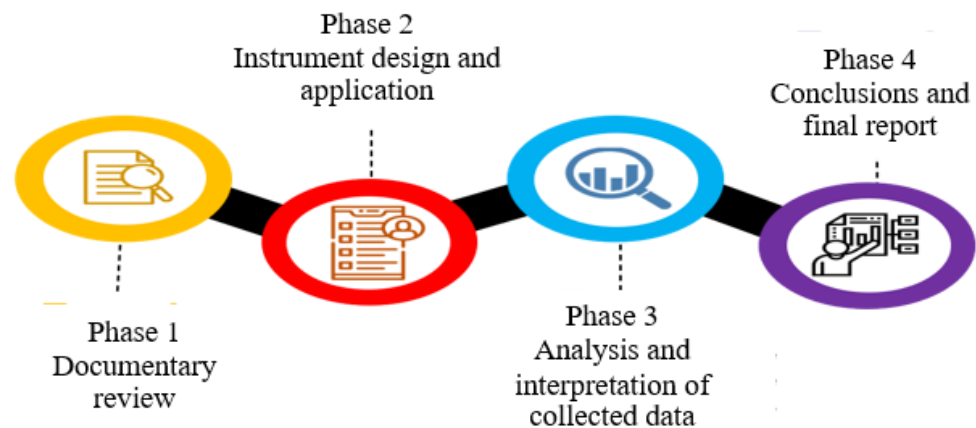 Phase 1
Documentary
review
Phase 2
Instrument design and
application
Phase 3
Analysis and
interpretation of
collected data
Phase 4
Conclusions and
final report